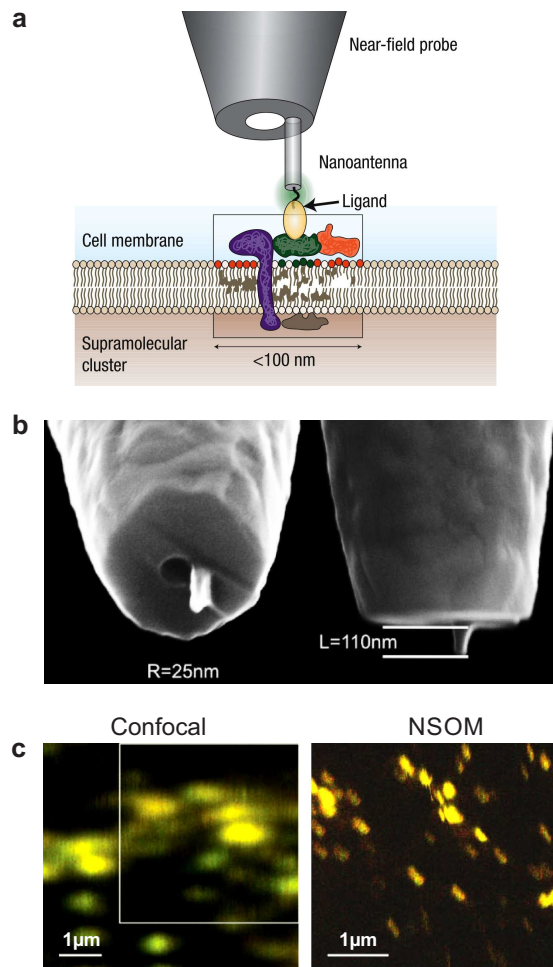 a
Near-field probe
Nanoantenna
Ligand
Cell membrane
Supramolecular
cluster
<100 nm
b
R=25nm
L=110nm
Confocal
NSOM
c
1µm
1µm